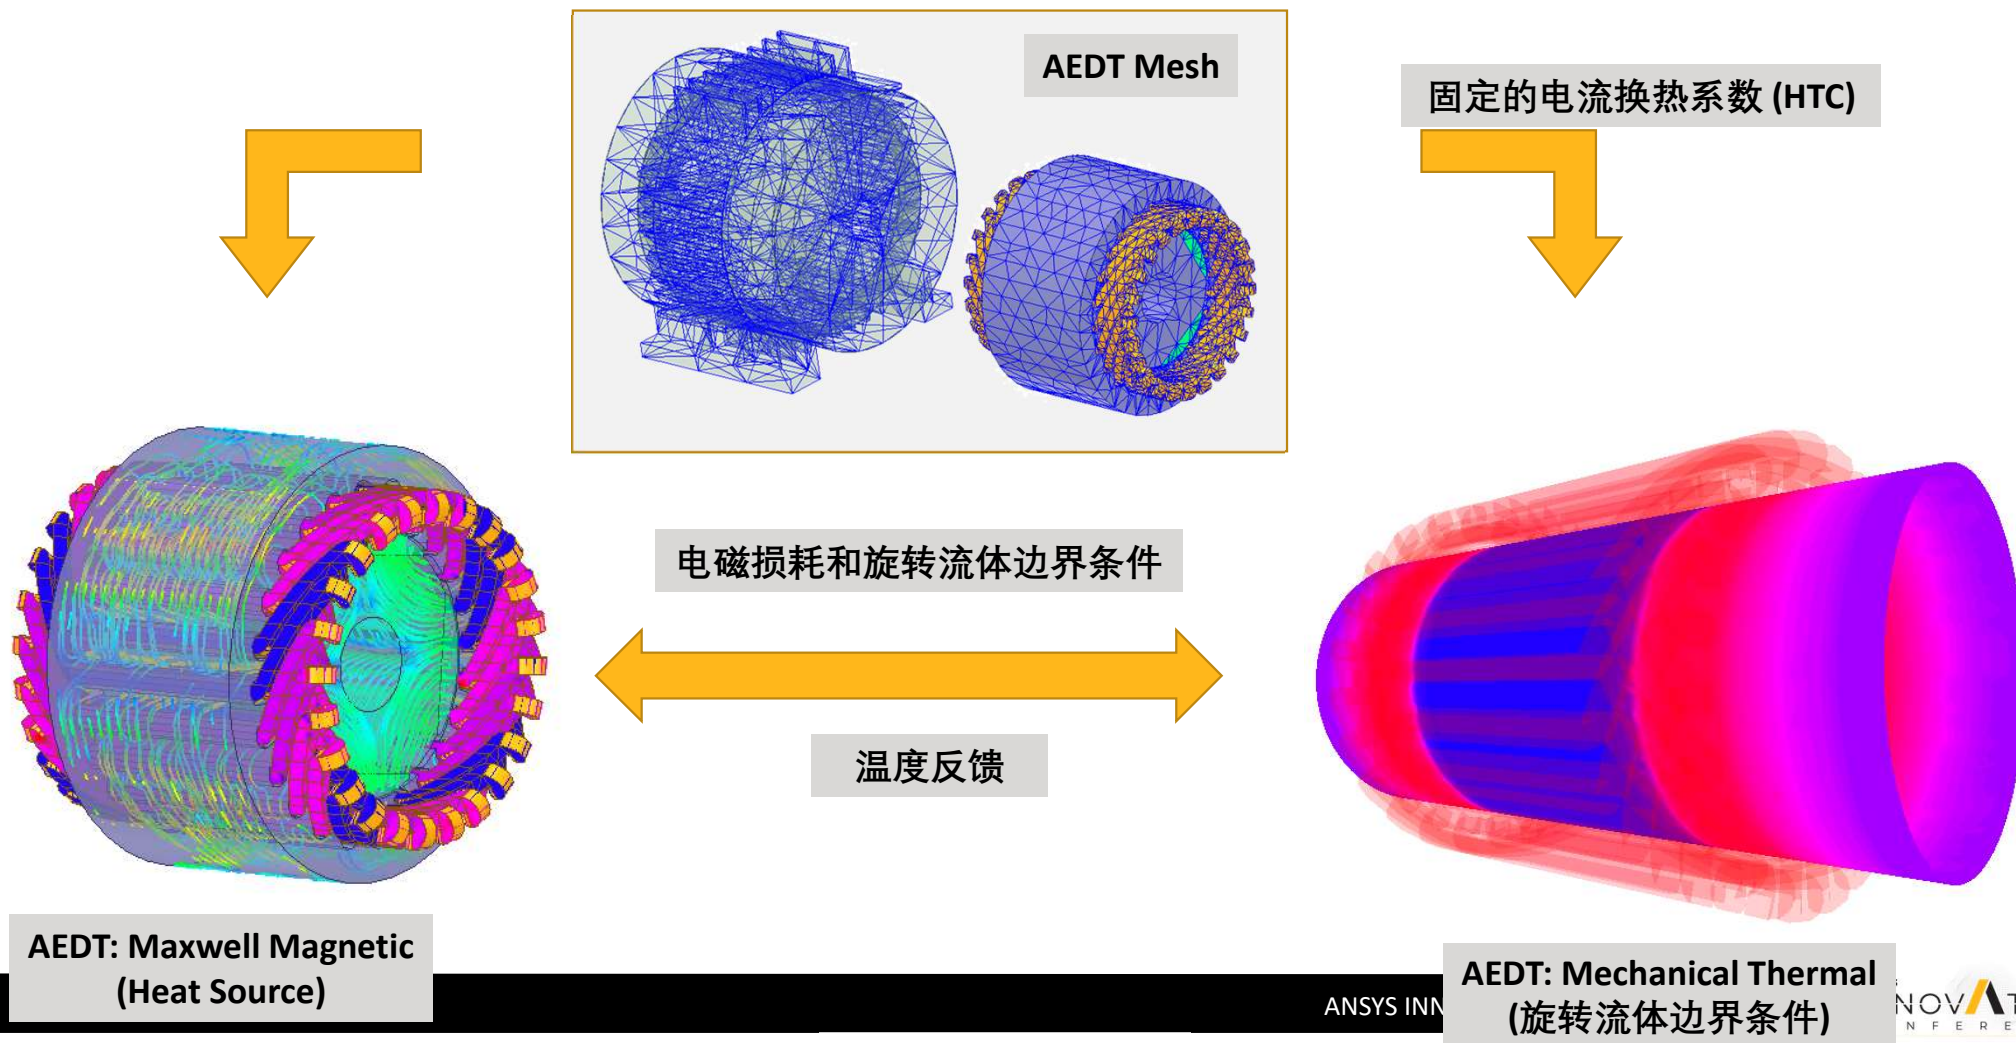 AEDT Mesh
固定的电流换热系数 (HTC)
电磁损耗和旋转流体边界条件
温度反馈
AEDT: Maxwell Magnetic
(Heat Source)
AEDT: Mechanical Thermal
(旋转流体边界条件)
ANSYS INN